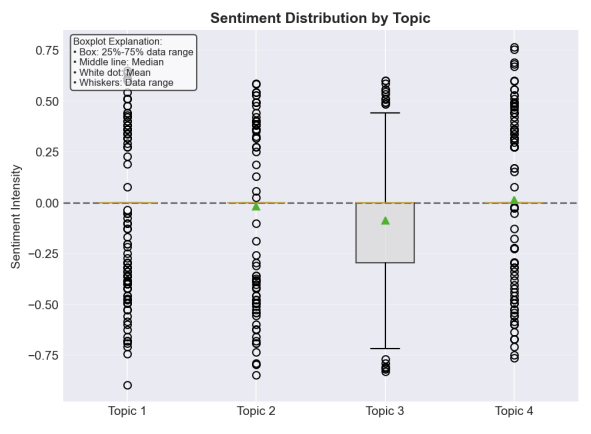 Sentiment Distribution by Topic
Boxplot Explanation:
• Box: 25%-75% data range
• Middle line: Median
• White dot: Mean
• Whiskers: Data range
Sentiment Intensity
0.75
0.50
0.25
0.00
−0.25
−0.50
−0.75
Topic 1 Topic 2 Topic 3 Topic 4